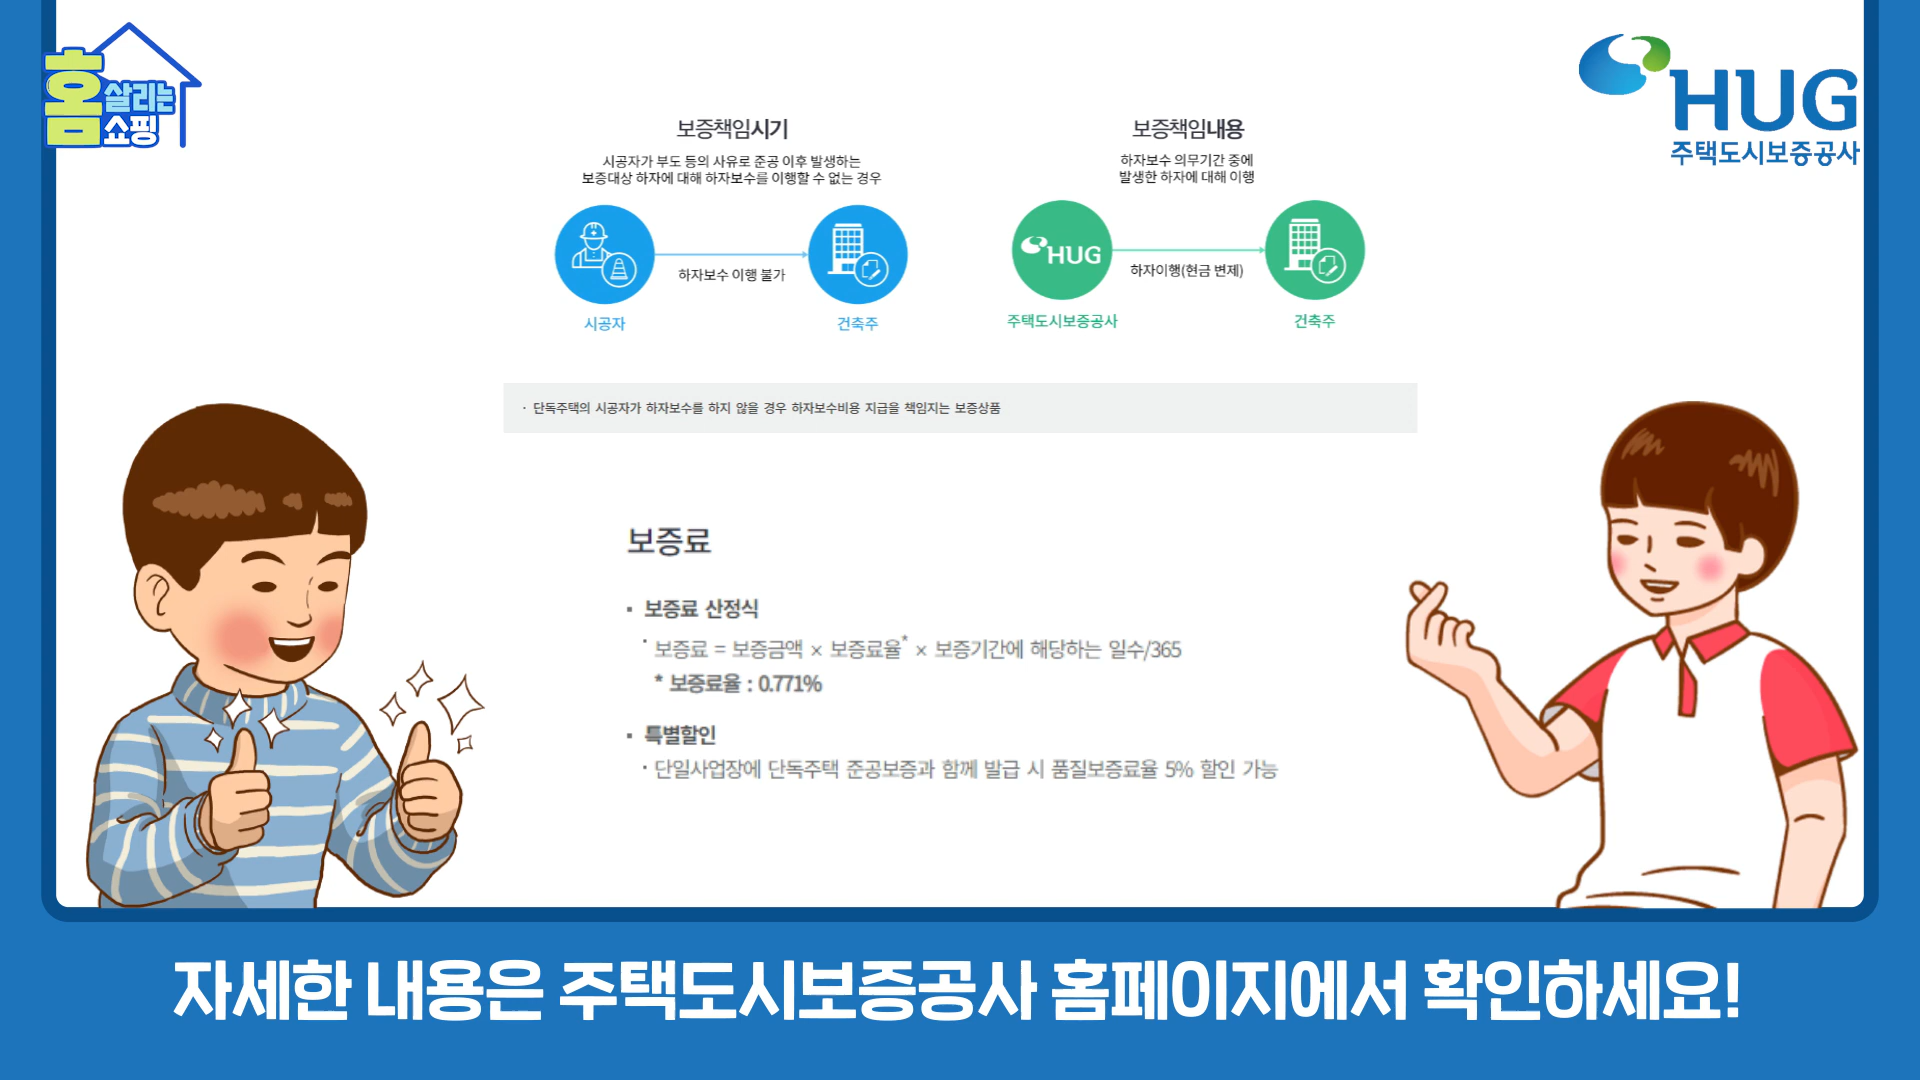 홈살리는
쇼핑
HUG
주택도시보증공사
보증책임시기
시공자가 부도 등의 사유로 준공 이후 발생하는
보증대상 하자에 대해 하자보수를 이행할 수 없는 경우
하자보수 이행 불가
시공자
건축주
보증책임내용
하자보수 의무기간 중에
발생한 하자에 대해 이행
HUG
하자이행(현금 변제)
주택도시보증공사
건축주
· 단독주택의 시공자가 하자보수를 하지 않을 경우 하자보수비용 지급을 책임지는 보증상품
보증료
▪ 보증료 산정식
· 보증료 = 보증금액 × 보증료율* × 보증기간에 해당하는 일수/365
* 보증료율 : 0.771%
▪ 특별할인
· 단일사업장에 단독주택 준공보증과 함께 발급 시 품질보증료율 5% 할인 가능
자세한 내용은 주택도시보증공사 홈페이지에서 확인하세요!